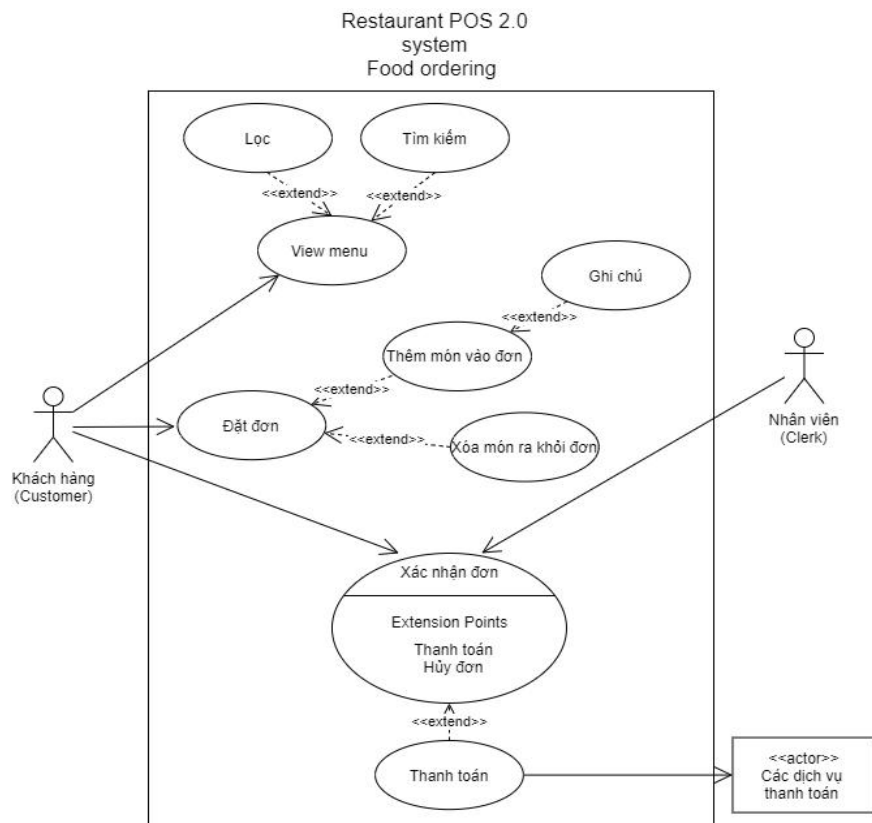 Restaurant POS 2.0
system
Food ordering
Lọc
Tìm kiếm
<<extend>>
<<extend>>
View menu
Ghi chú
<<extend>>
Thêm món vào đơn
<<extend>>
Đặt đơn
<<extend>>
Xóa món ra khỏi đơn
Khách hàng
(Customer)
Nhân viên
(Clerk)
Xác nhận đơn
Extension Points
Thanh toán
Hủy đơn
<<extend>>
Thanh toán
<<actor>>
Các dịch vụ
thanh toán